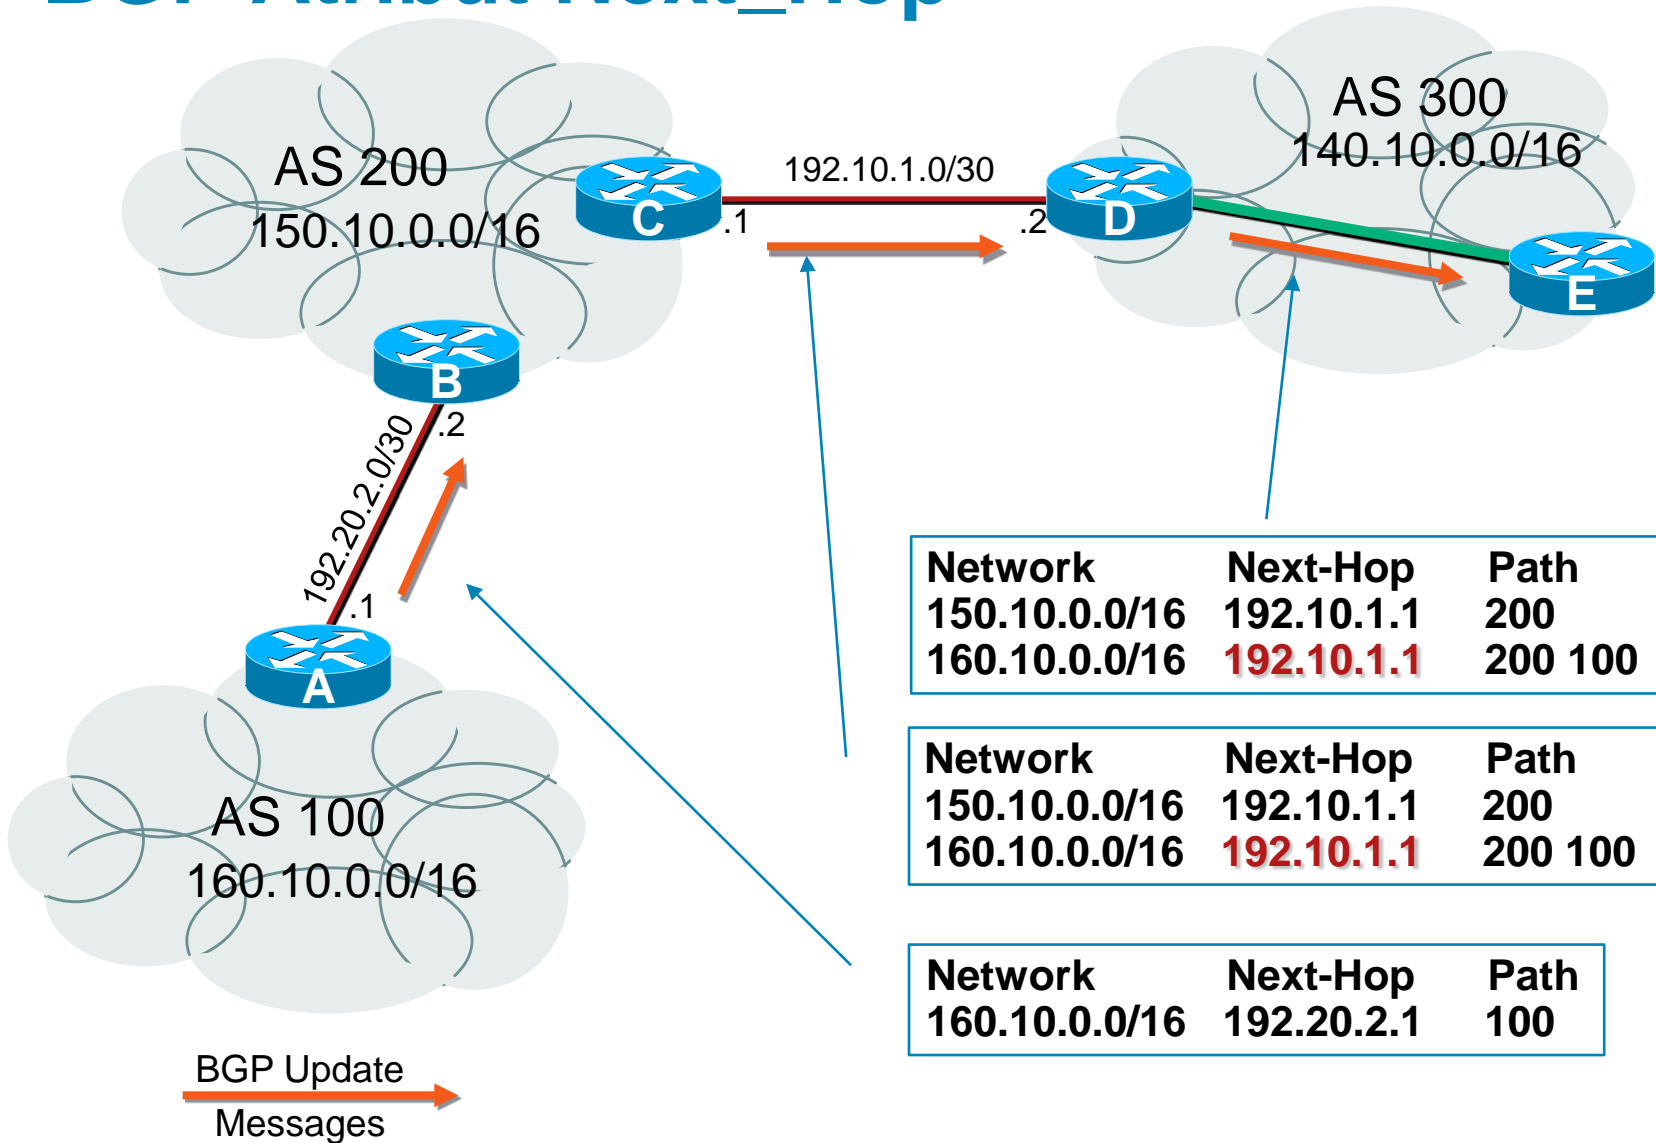 BGP Atribut Next_Hop
AS 200
150.10.0.0/16
AS 300
140.10.0.0/16
192.10.1.0/30
C
.1
.2
D
E
B
.2
192.20.2.0/30
.1
A
AS 100
160.10.0.0/16
Network Next-Hop Path
150.10.0.0/16 192.10.1.1 200
160.10.0.0/16 192.10.1.1 200 100
Network Next-Hop Path
150.10.0.0/16 192.10.1.1 200
160.10.0.0/16 192.10.1.1 200 100
Network Next-Hop Path
160.10.0.0/16 192.20.2.1 100
BGP Update
Messages